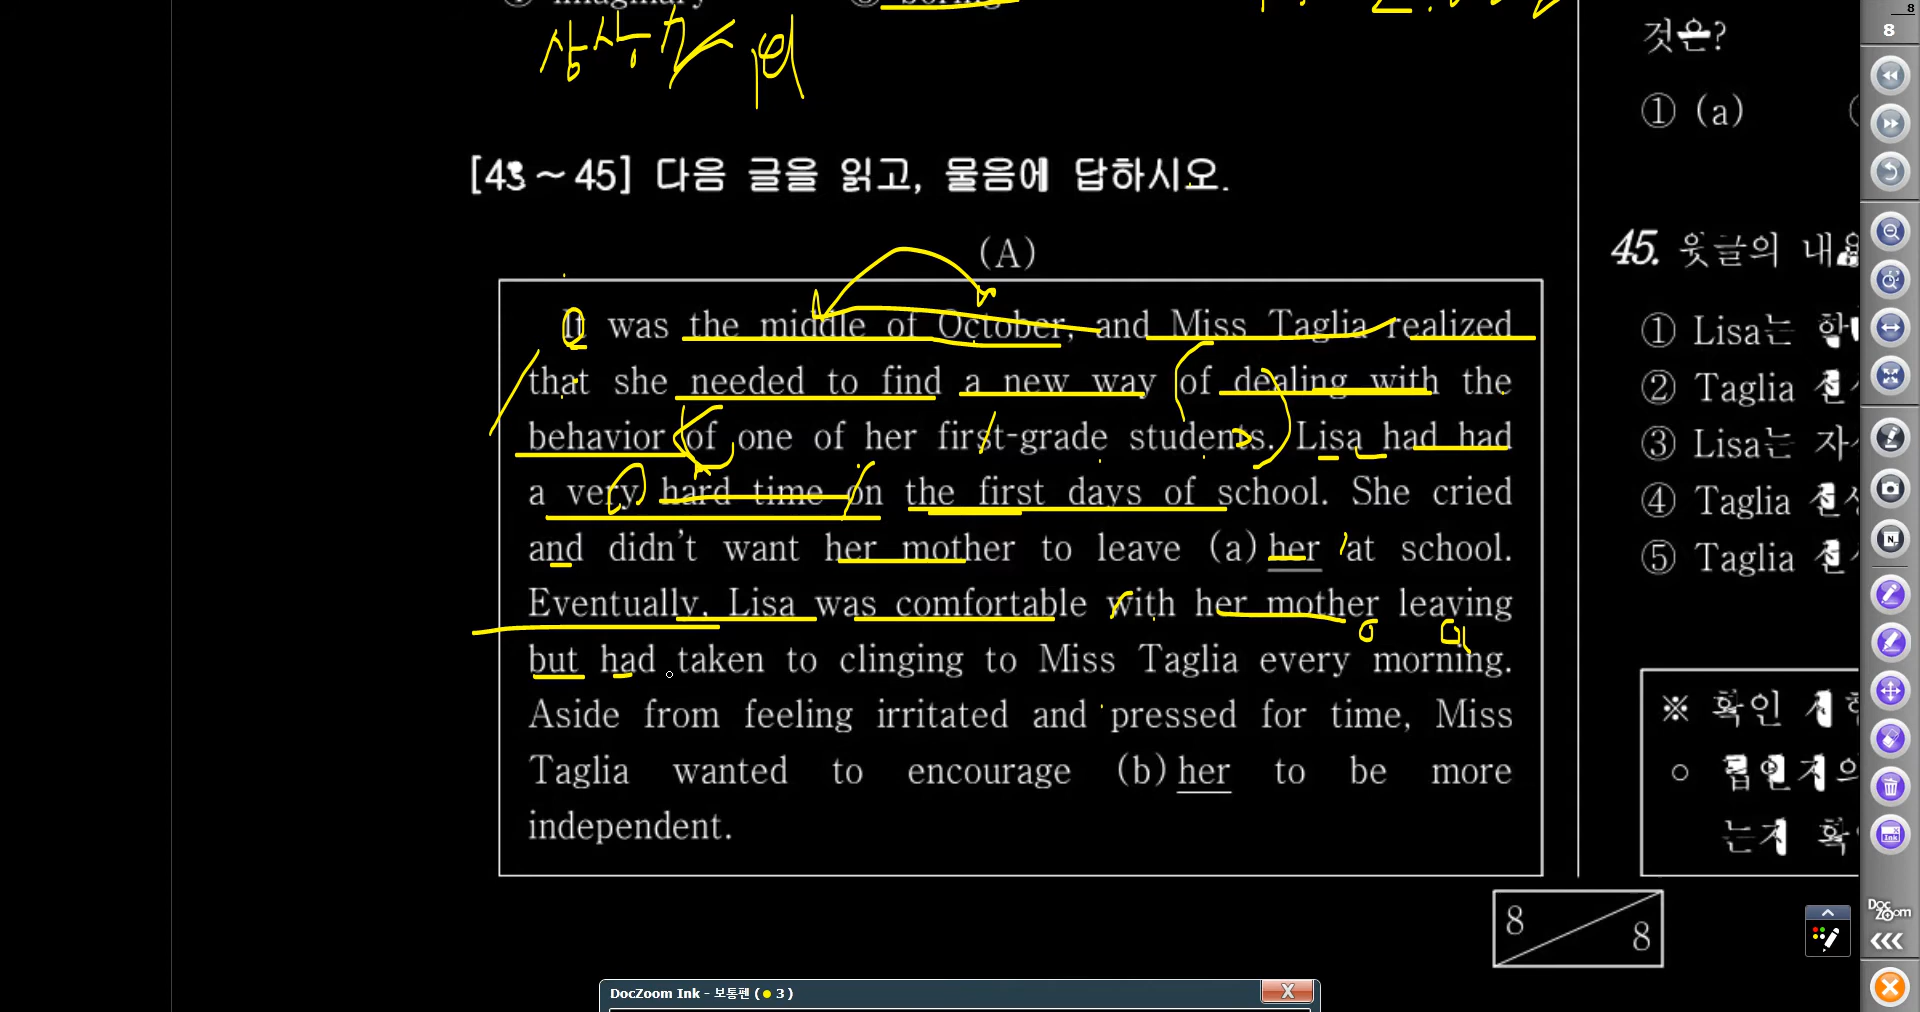 8
8
③ boring
상상
것은?
① (a)
[43~45] 다음 글을 읽고, 물음에 답하시오.
(A)
It was the middle of October, and Miss Taglia realized
that she needed to find a new way of dealing with the
behavior of one of her first-grade students. Lisa had had
a very hard time on the first days of school. She cried
and didn't want her mother to leave (a) her at school.
Eventually, Lisa was comfortable with her mother leaving
but had taken to clinging to Miss Taglia every morning.
Aside from feeling irritated and pressed for time, Miss
Taglia wanted to encourage (b) her to be more
independent.
8
8
45. 윗글의
① Lisa는
② Taglia
③ Lisa는
④ Taglia
⑤ Taglia
※ 확인
○
DocZoom
DocZoom Ink - 보통펜 ( 3 )